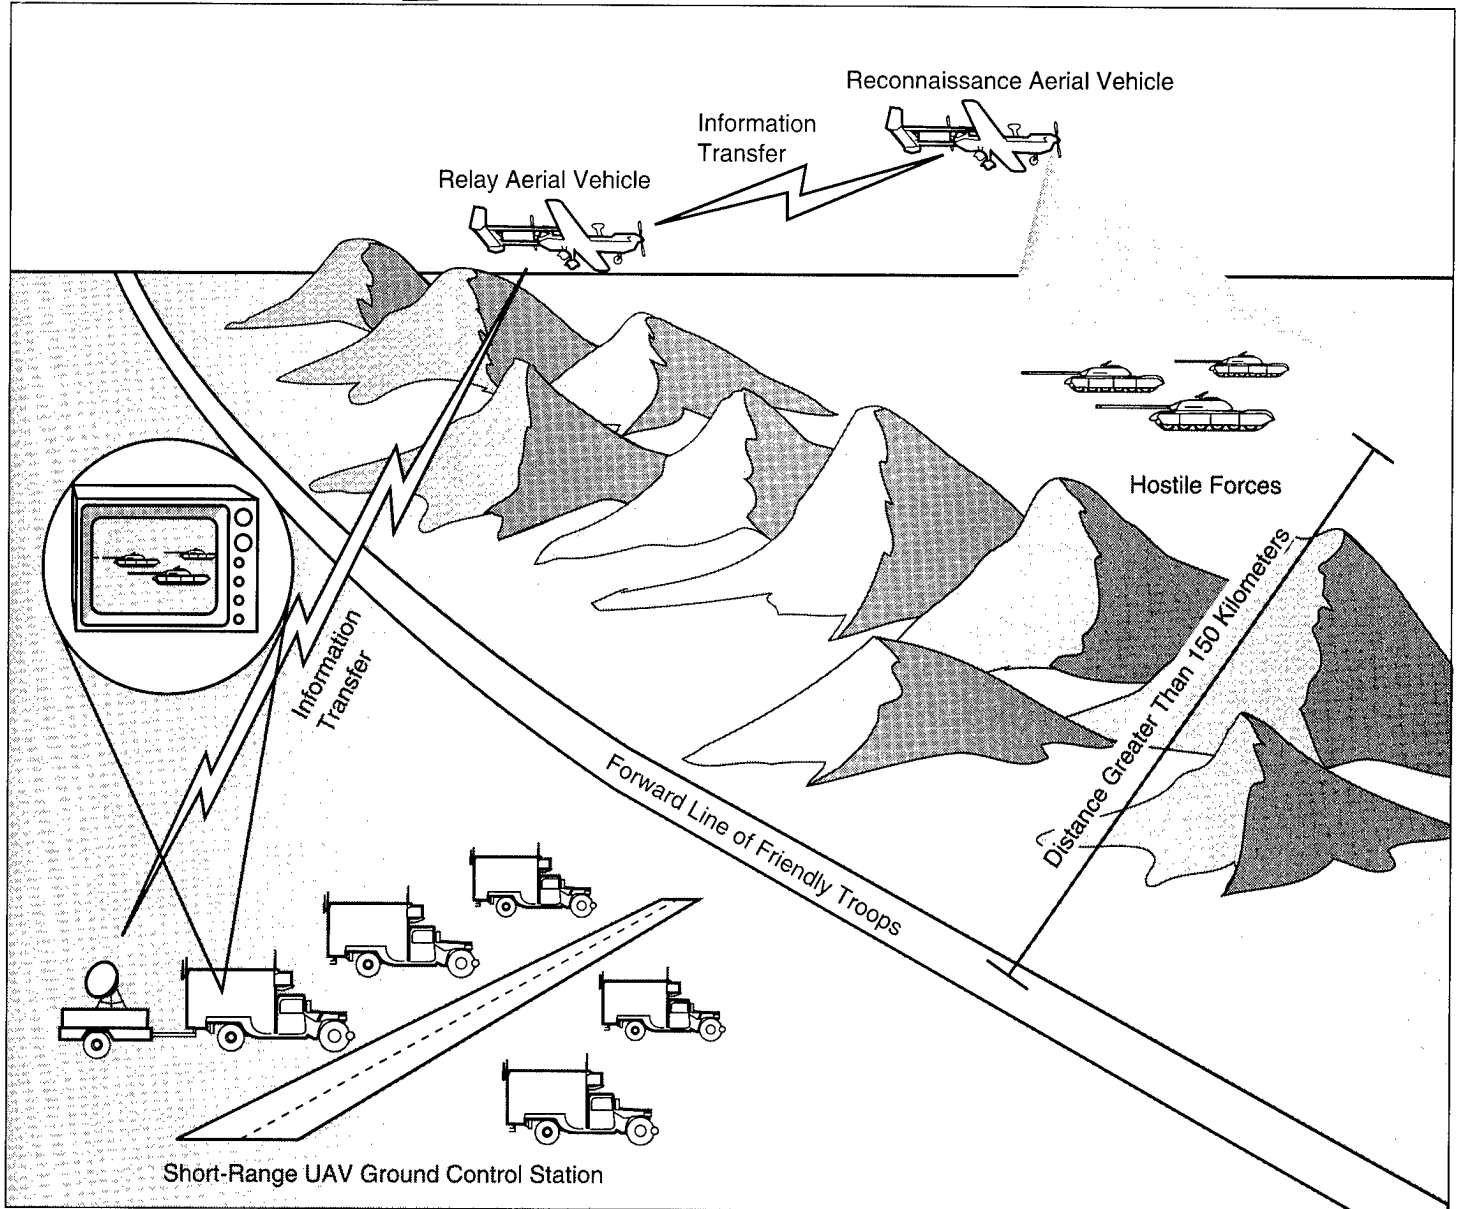 Reconnaissance Aerial Vehicle
Information
Transfer
Relay Aerial Vehicle
Hostile Forces
Distance Greater Than 150 Kilometers
Information
Transfer
Forward Line of Friendly Troops
Short-Range UAV Ground Control Station